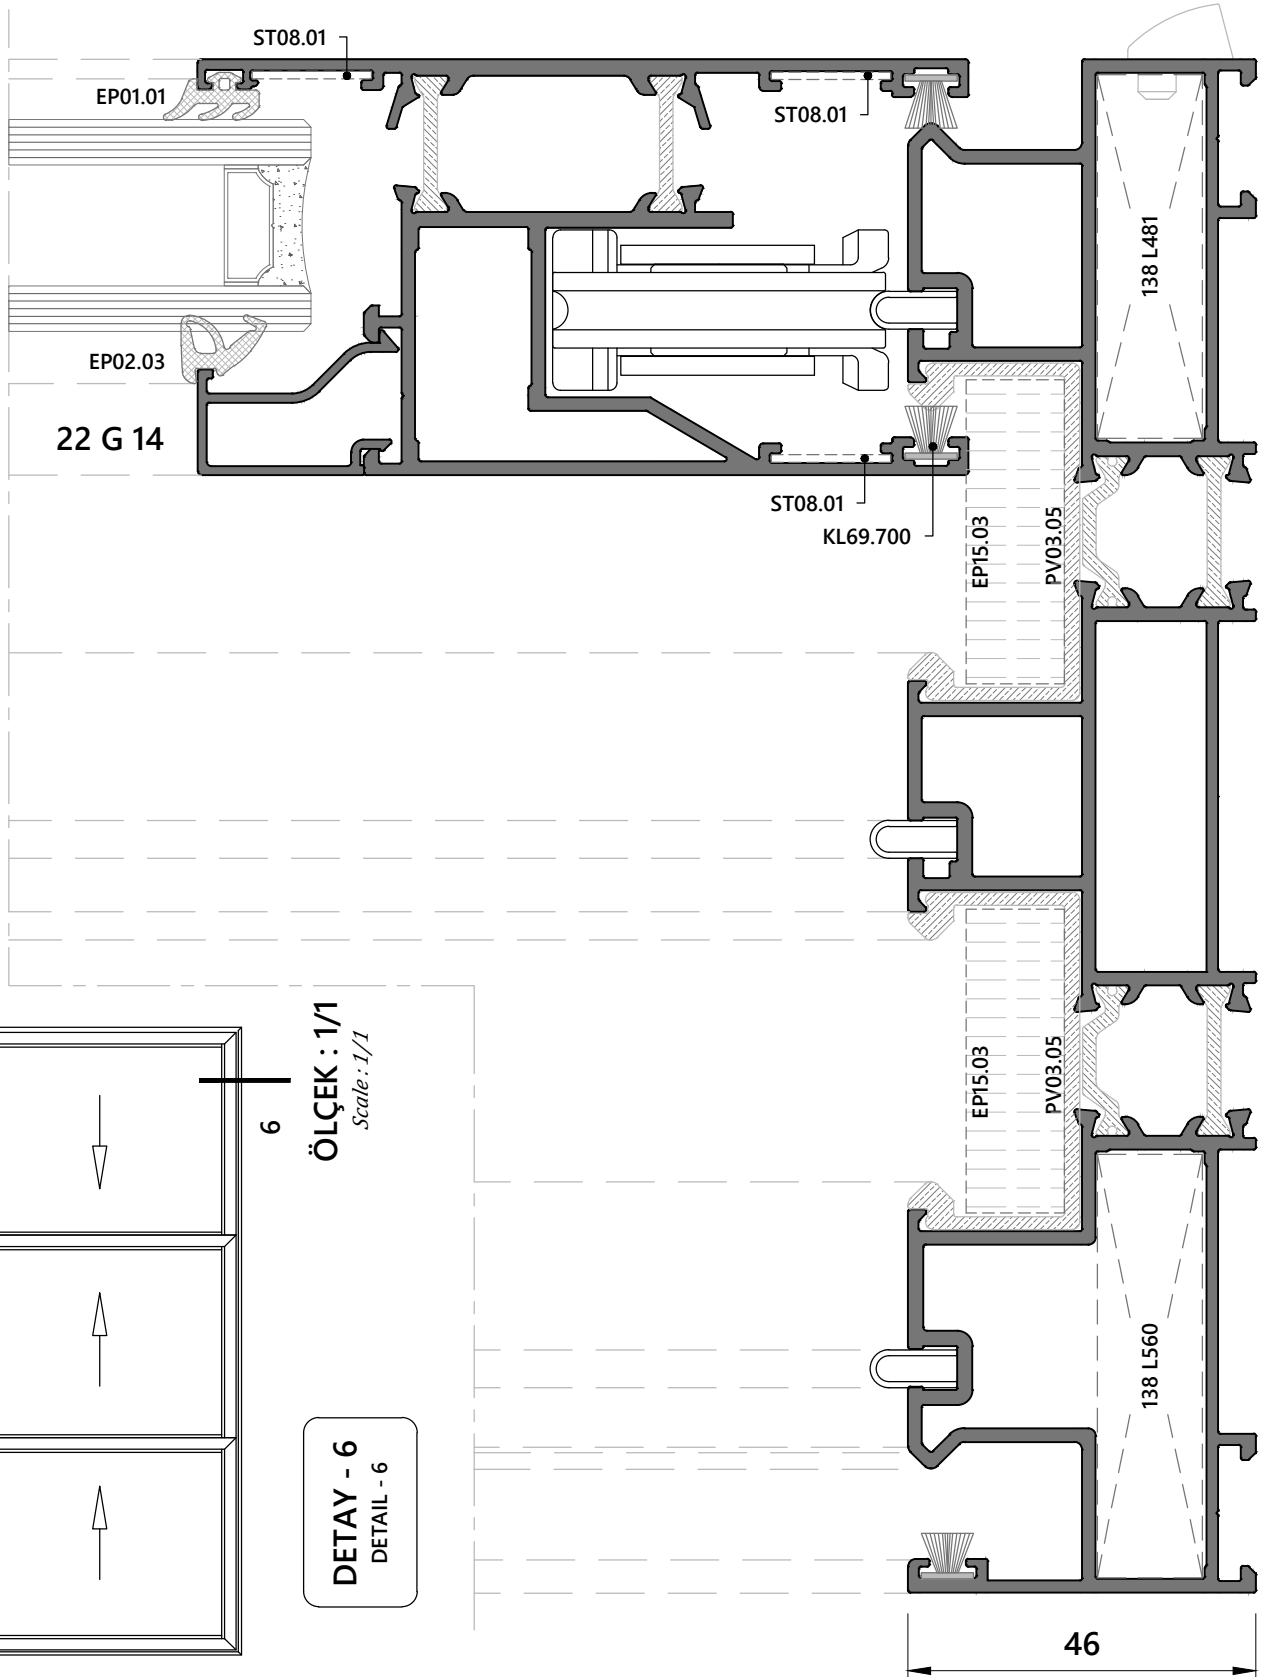 ST08.01
EP01.01
ST08.01
138 L481
EP02.03
22 G 14
ST08.01
KL69.700
EP15.03
PV03.05
6
ÖLÇEK : 1/1
Scale : 1/1
EP15.03
PV03.05
138 L560
DETAY - 6
DETAIL - 6
46